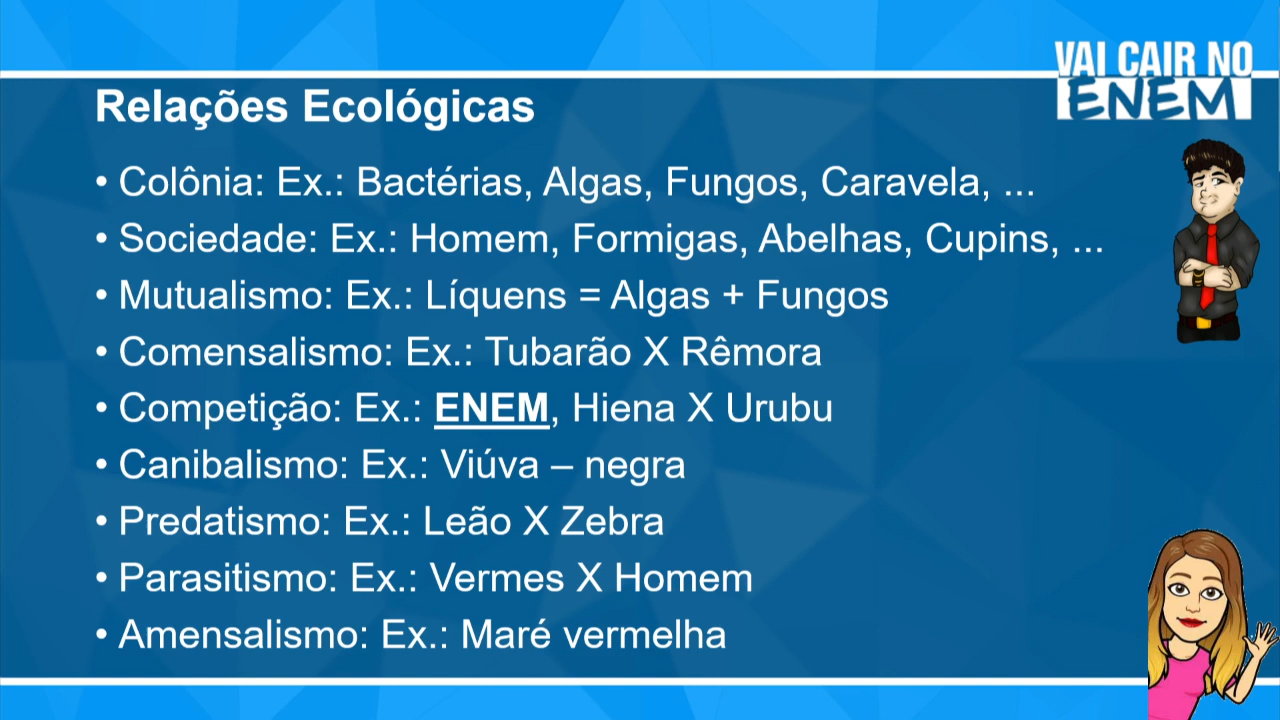 VAI CAIR NO
ENEM
Relações Ecológicas
• Colônia: Ex.: Bactérias, Algas, Fungos, Caravela, ...
• Sociedade: Ex.: Homem, Formigas, Abelhas, Cupins, ...
• Mutualismo: Ex.: Líquens = Algas + Fungos
• Comensalismo: Ex.: Tubarão X Rêmora
• Competição: Ex.: ENEM, Hiena X Urubu
• Canibalismo: Ex.: Viúva – negra
• Predatismo: Ex.: Leão X Zebra
• Parasitismo: Ex.: Vermes X Homem
• Amensalismo: Ex.: Maré vermelha